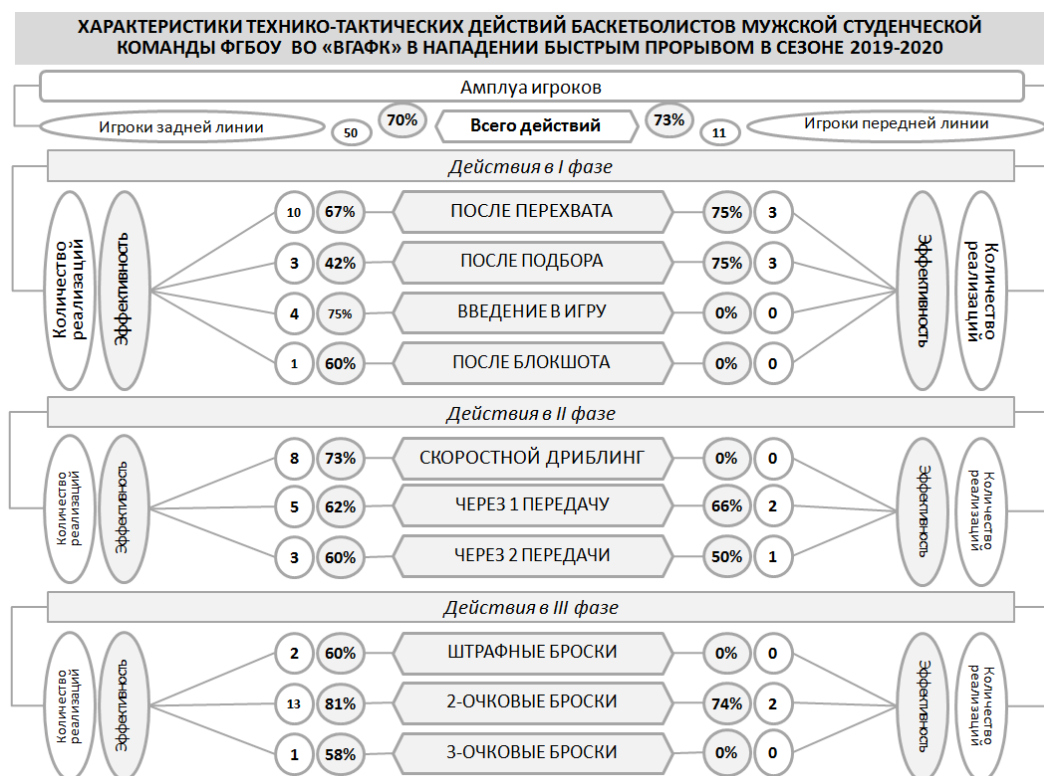 ХАРАКТЕРИСТИКИ ТЕХНИКО-ТАКТИЧЕСКИХ ДЕЙСТВИЙ БАСКЕТБОЛИСТОВ МУЖСКОЙ СТУДЕНЧЕСКОЙ
КОМАНДЫ ФГБОУ ВО «ВГАФК» В НАПАДЕНИИ БЫСТРЫМ ПРОРЫВОМ В СЕЗОНЕ 2019-2020
Амплуа игроков
Игроки задней линии 50 70% Всего действий 73% 11 Игроки передней линии
Действия в I фазе
Количество реализаций
Эффективность
10 67% ПОСЛЕ ПЕРЕХВАТА 75% 3
3 42% ПОСЛЕ ПОДБОРА 75% 3
4 75% ВВЕДЕНИЕ В ИГРУ 0% 0
1 60% ПОСЛЕ БЛОКШОТА 0% 0
Эффективность
Количество реализаций
Действия в II фазе
Количество реализаций
Эффективность
8 73% СКОРОСТНОЙ ДРИБЛИНГ 0% 0
5 62% ЧЕРЕЗ 1 ПЕРЕДАЧУ 66% 2
3 60% ЧЕРЕЗ 2 ПЕРЕДАЧИ 50% 1
Эффективность
Количество реализаций
Действия в III фазе
Количество реализаций
Эффективность
2 60% ШТРАФНЫЕ БРОСКИ 0% 0
13 81% 2-ОЧКОВЫЕ БРОСКИ 74% 2
1 58% 3-ОЧКОВЫЕ БРОСКИ 0% 0
Эффективность
Количество реализаций